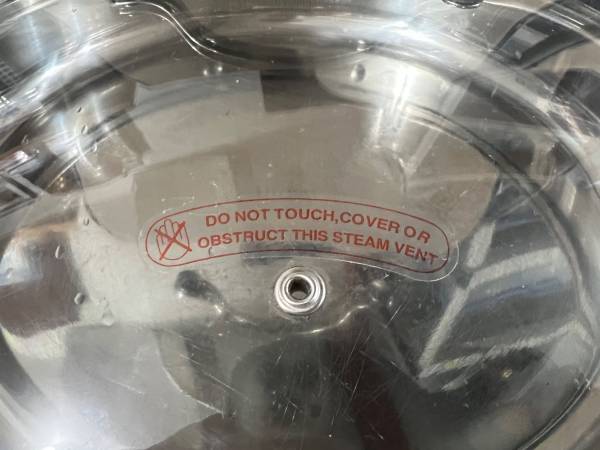 DO NOT TOUCH,COVER OR
OBSTRUCT THIS STEAM VENT